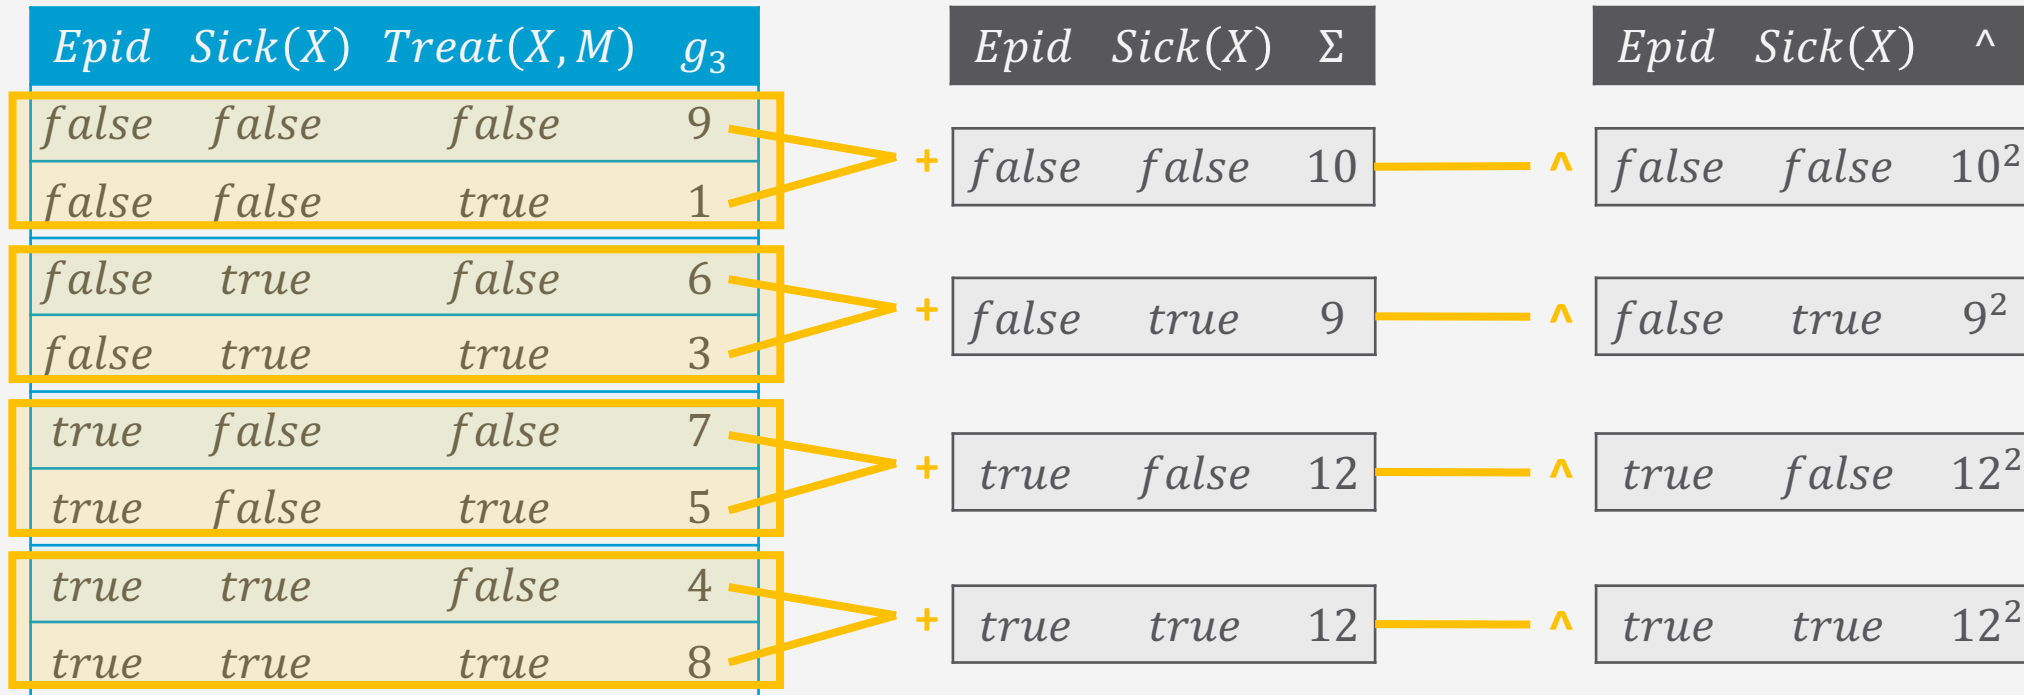 Epid Sick(X) Treat(X, M) g₃
false false false 9
false false true 1
false true false 6
false true true 3
true false false 7
true false true 5
true true false 4
true true true 8
+
+
+
+
Epid Sick(X) Σ
false false 10
false true 9
true false 12
true true 12
^
^
^
^
Epid Sick(X) ^
false false 10²
false true 9²
true false 12²
true true 12²